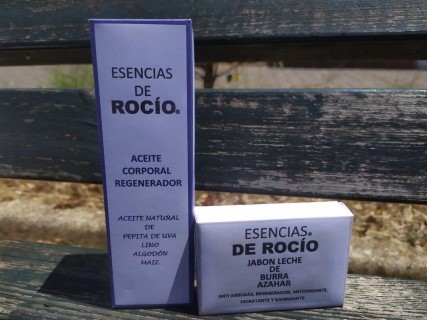 ESENCIAS
DE
ROCÍO®
ACEITE
CORPORAL
REGENERADOR
ACEITE NATURAL
DE
PEPITA DE UVA
LINO
ALGODÓN
MAIZ.
ESENCIAS®
DE ROCÍO
JABON LECHE
DE
BURRA
AZAHAR
ANTI ARRUGAS, REGENERADOR, ANTIOXIDANTE,
HIDRATANTE Y